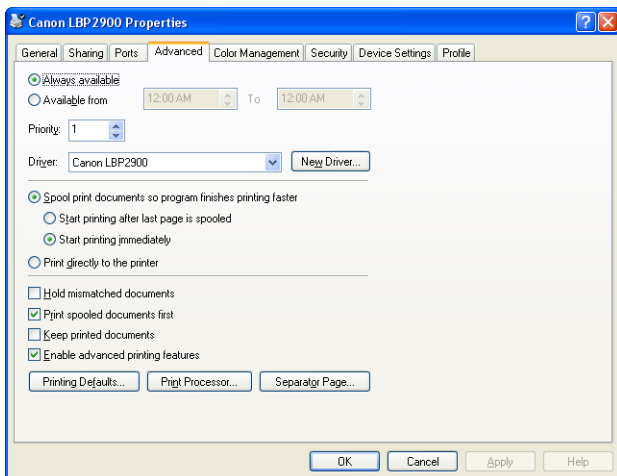 Canon LBP2900 Properties
General Sharing Ports Advanced Color Management Security Device Settings Profile
Always available
Available from 12:00 AM To 12:00 AM
Priority: 1
Driver: Canon LBP2900 New Driver...
Spool print documents so program finishes printing faster
Start printing after last page is spooled
Start printing immediately
Print directly to the printer
Hold mismatched documents
Print spooled documents first
Keep printed documents
Enable advanced printing features
Printing Defaults... Print Processor... Separator Page...
OK Cancel Apply Help